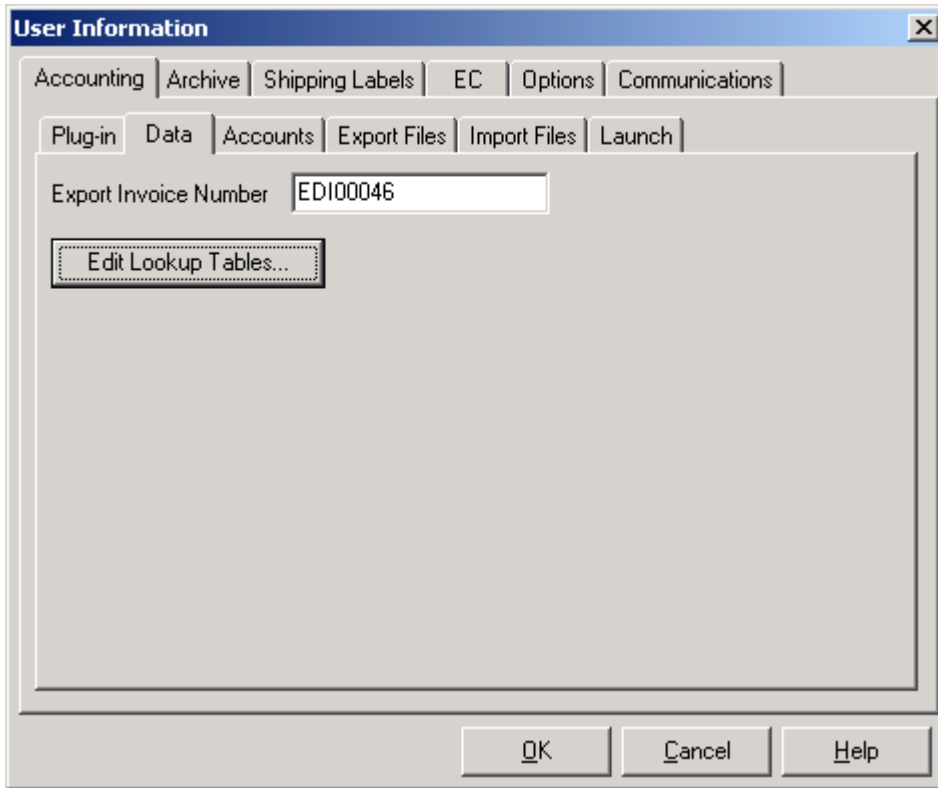 User Information
Accounting Archive Shipping Labels EC Options Communications
Plug-in Data Accounts Export Files Import Files Launch
Export Invoice Number EDI00046
Edit Lookup Tables...
OK Cancel Help